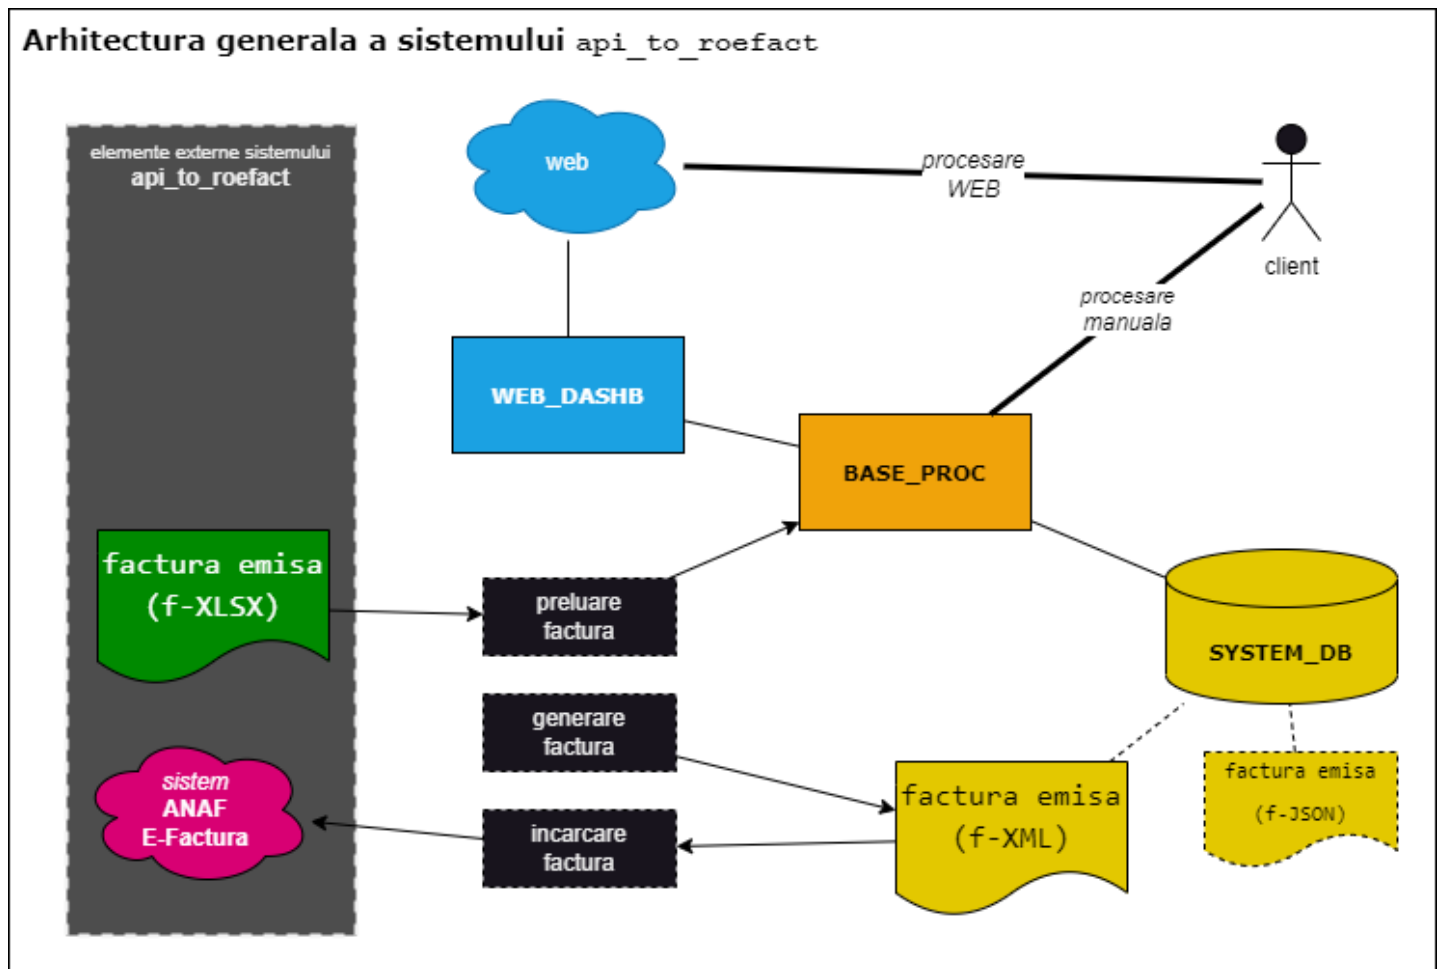 Arhitectura generala a sistemului api_to_roefact
elemente externe sistemului
api_to_roefact
web
procesare
WEB
client
procesare
manuala
WEB_DASHB
BASE_PROC
factura emisa
(f-XLSX)
preluare
factura
SYSTEM_DB
generare
factura
sistem
ANAF
E-Factura
incarcare
factura
factura emisa
(f-XML)
factura emisa
(f-JSON)